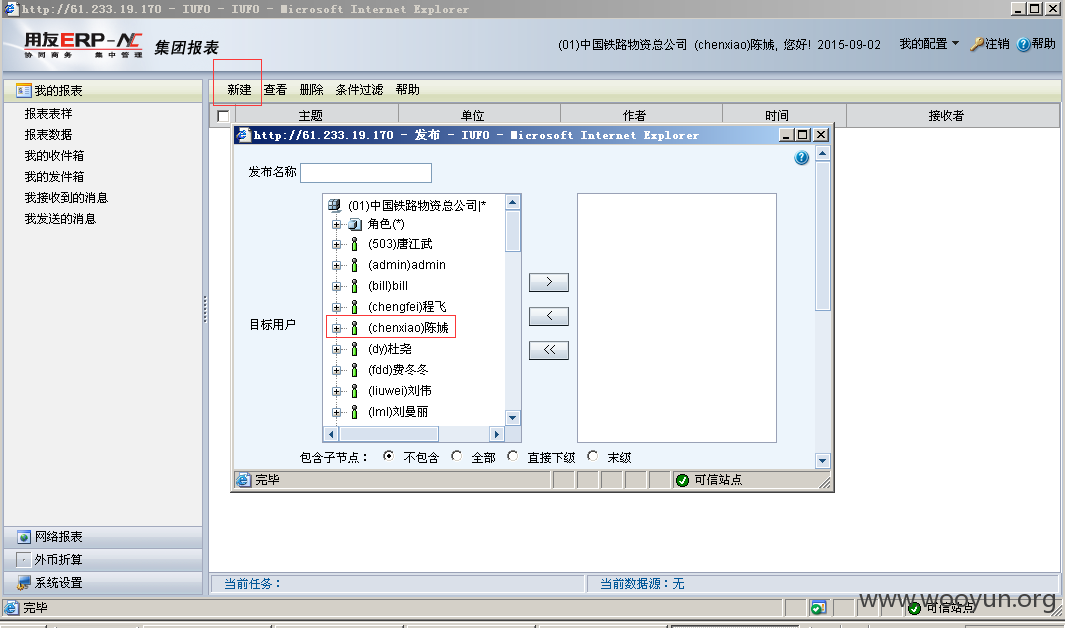 http://61.233.19.170 - IUFO - IUFO - Microsoft Internet Explorer
用友ERP-NC 集团报表
协同商务 集中管理
(01)中国铁路物资总公司 (chenxiao)陈婋, 您好! 2015-09-02 我的配置 注销 帮助
我的报表
报表表样
报表数据
我的收件箱
我的发件箱
我接收到的消息
我发送的消息
网络报表
外币折算
系统设置
新建 查看 删除 条件过滤 帮助
主题 单位 作者 时间 接收者
http://61.233.19.170 - 发布 - IUFO - Microsoft Internet Explorer
发布名称
目标用户
(01)中国铁路物资总公司|*
角色(*)
(503)唐江武
(admin)admin
(bill)bill
(chengfei)程飞
(chenxiao)陈婋
(dy)杜尧
(fdd)费冬冬
(liuwei)刘伟
(lml)刘曼丽
>
<
<<
包含子节点： 不包含 全部 直接下级 末级
完毕 可信站点
当前任务： 当前数据源：无
完毕 可信站点
www.wooyun.org